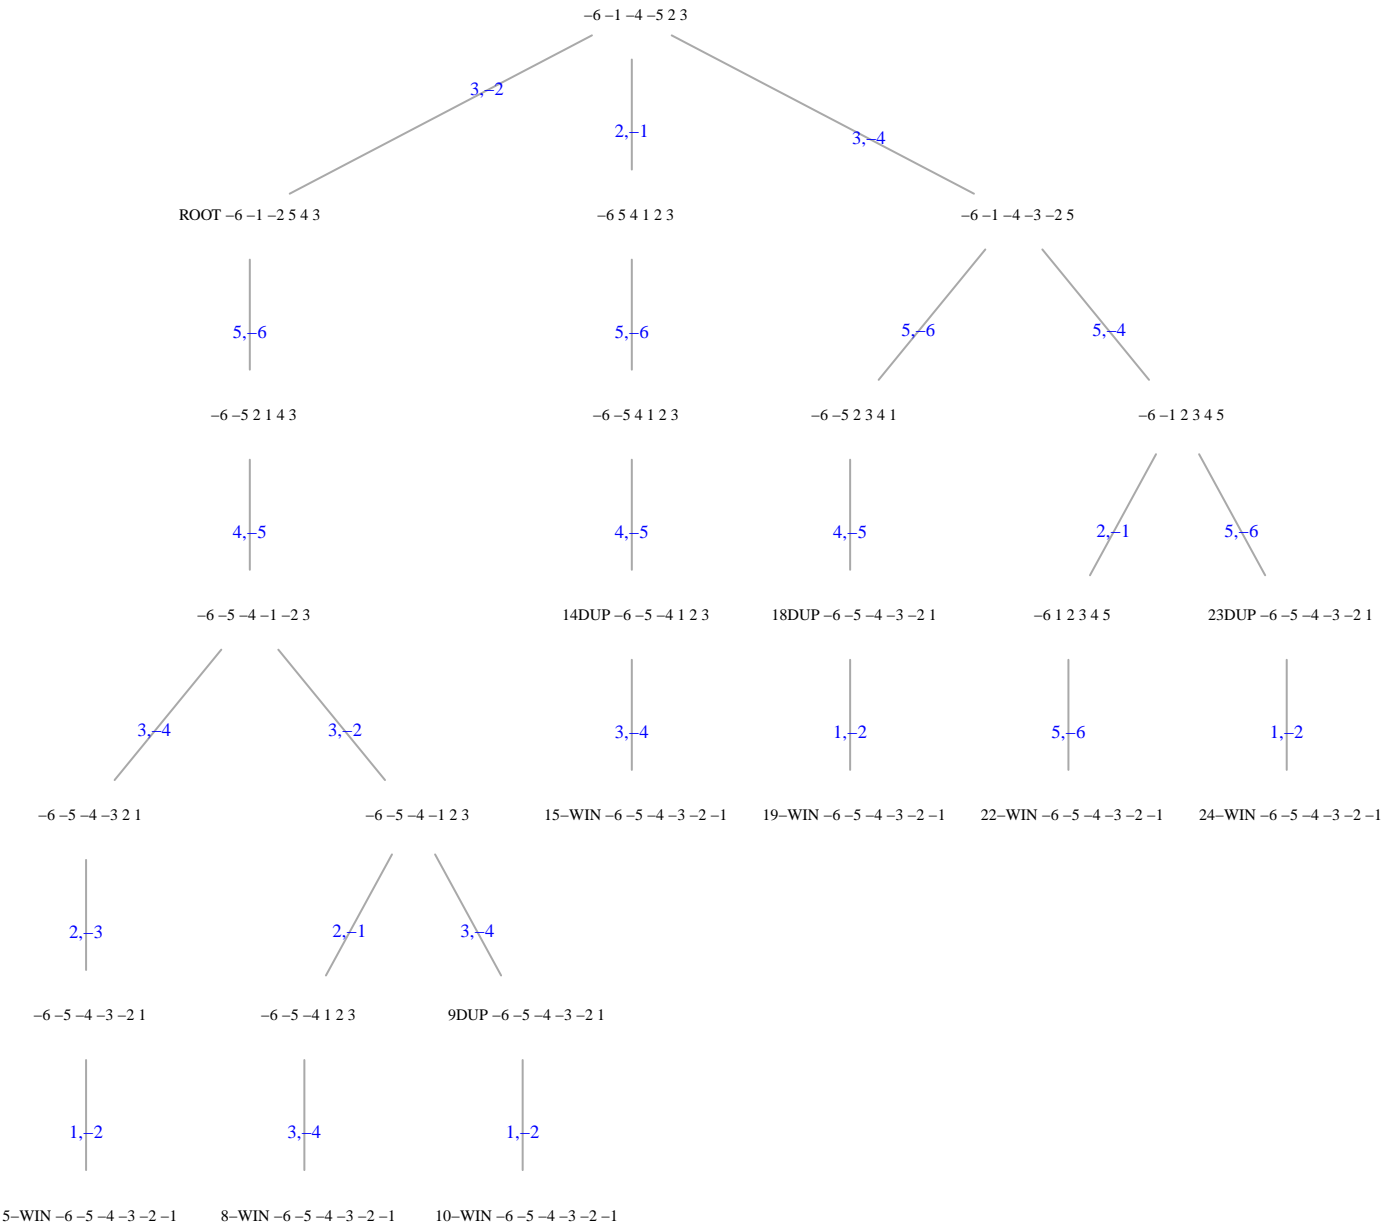 −6 −1 −4 −5 2 3
3,−2
2,−1
3,−4
ROOT −6 −1 −2 5 4 3
−6 5 4 1 2 3
−6 −1 −4 −3 −2 5
5,−6
5,−6
5,−6
5,−4
−6 −5 2 1 4 3
−6 −5 4 1 2 3
−6 −5 2 3 4 1
−6 −1 2 3 4 5
4,−5
4,−5
4,−5
2,−1
5,−6
−6 −5 −4 −1 −2 3
14DUP −6 −5 −4 1 2 3
18DUP −6 −5 −4 −3 −2 1
−6 1 2 3 4 5
23DUP −6 −5 −4 −3 −2 1
3,−4
3,−2
3,−4
1,−2
5,−6
1,−2
−6 −5 −4 −3 2 1
−6 −5 −4 −1 2 3
15−WIN −6 −5 −4 −3 −2 −1
19−WIN −6 −5 −4 −3 −2 −1
22−WIN −6 −5 −4 −3 −2 −1
24−WIN −6 −5 −4 −3 −2 −1
2,−3
2,−1
3,−4
−6 −5 −4 −3 −2 1
−6 −5 −4 1 2 3
9DUP −6 −5 −4 −3 −2 1
1,−2
3,−4
1,−2
5−WIN −6 −5 −4 −3 −2 −1
8−WIN −6 −5 −4 −3 −2 −1
10−WIN −6 −5 −4 −3 −2 −1